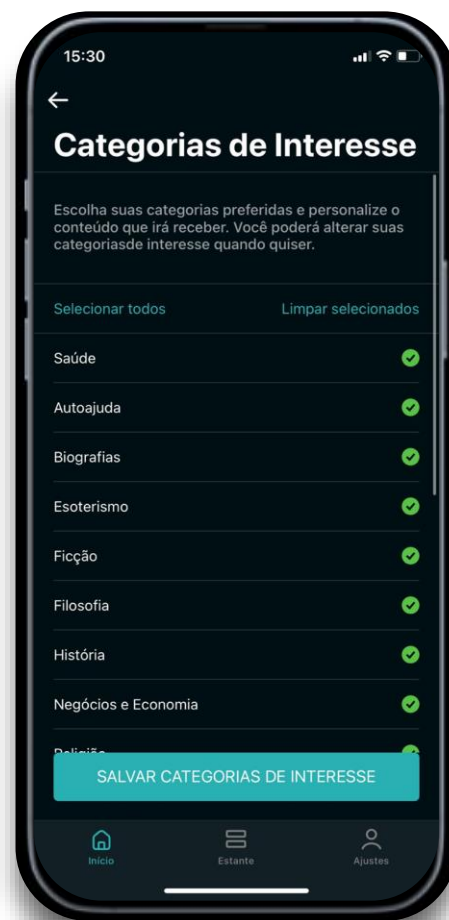 15:30
Categorias de Interesse
Escolha suas categorias preferidas e personalize o
conteúdo que irá receber. Você poderá alterar suas
categoriasde interesse quando quiser.
Selecionar todos Limpar selecionados
Saúde
Autoajuda
Biografias
Esoterismo
Ficção
Filosofia
História
Negócios e Economia
Religião
SALVAR CATEGORIAS DE INTERESSE
Início Estante Ajustes